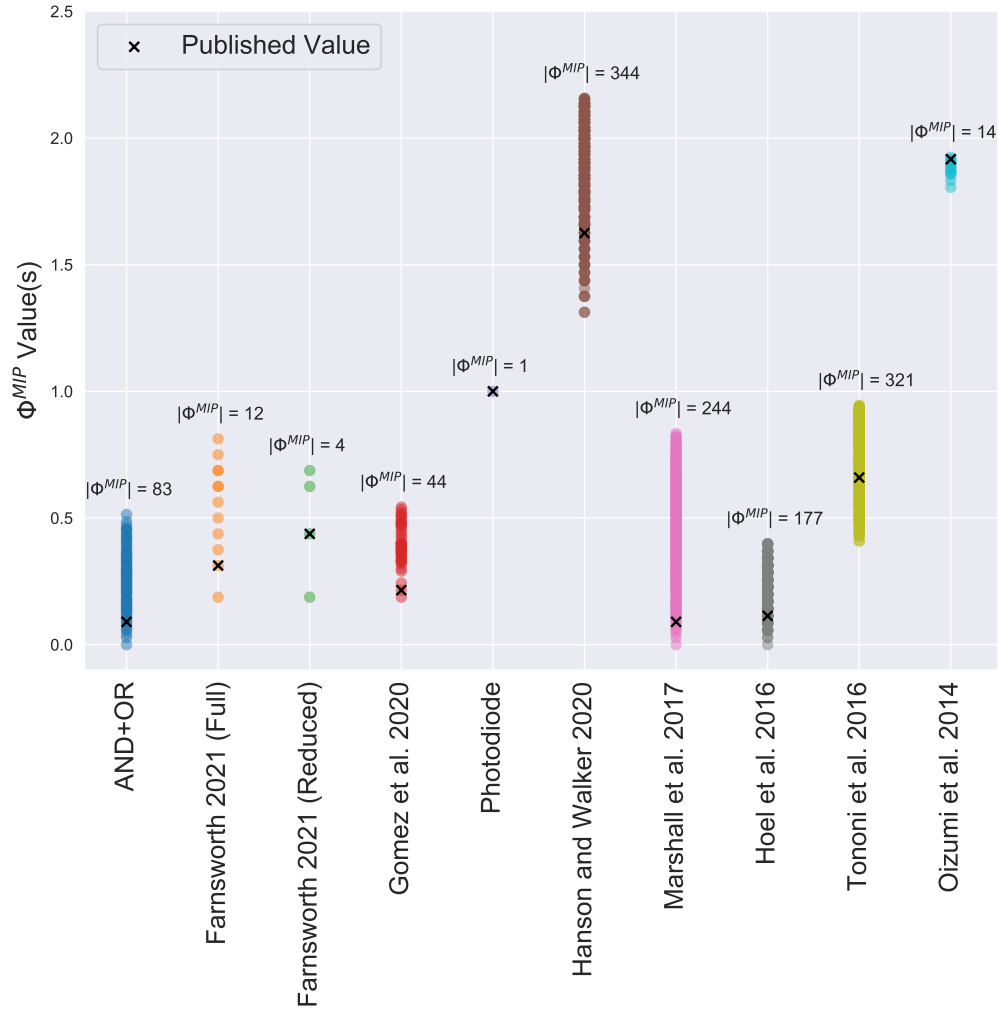 2.5
Published Value
|Φ^MIP| = 344
2.0
|Φ^MIP| = 14
1.5
Φ^MIP Value(s)
|Φ^MIP| = 1
1.0
|Φ^MIP| = 321
|Φ^MIP| = 12
|Φ^MIP| = 244
|Φ^MIP| = 4
|Φ^MIP| = 83
|Φ^MIP| = 44
0.5
|Φ^MIP| = 177
0.0
AND+OR
Farnsworth 2021 (Full)
Farnsworth 2021 (Reduced)
Gomez et al. 2020
Photodiode
Hanson and Walker 2020
Marshall et al. 2017
Hoel et al. 2016
Tononi et al. 2016
Oizumi et al. 2014